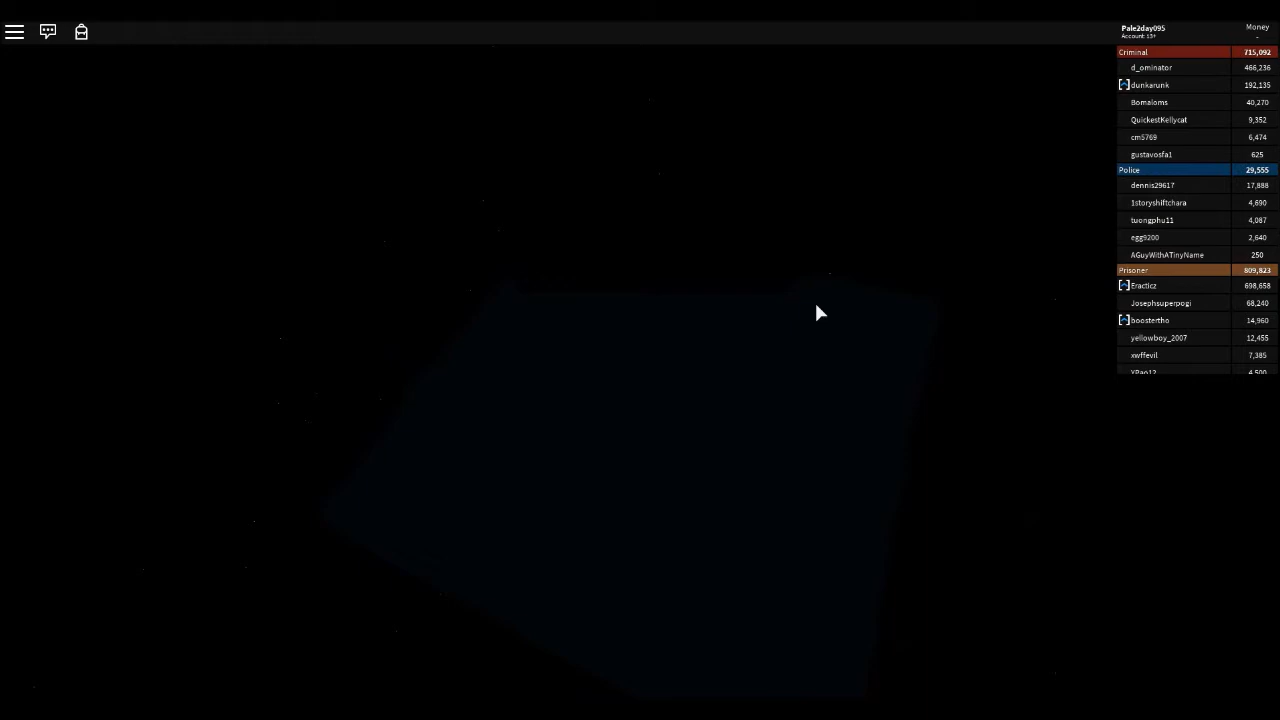 Pale2day095 Money
Account: 13+ -
Criminal 715,092
d_ominator 466,236
dunkarunk 192,135
Bomaloms 40,270
QuickestKellycat 9,352
cm5769 6,474
gustavosfa1 625
Police 29,555
dennis29617 17,888
1storyshiftchara 4,690
tuongphu11 4,087
egg9200 2,640
AGuyWithATinyName 250
Prisoner 809,823
Eracticz 698,658
Josephsuperpogi 68,240
boostertho 14,960
yellowboy_2007 12,455
xwffevil 7,385
YPao12 4,500